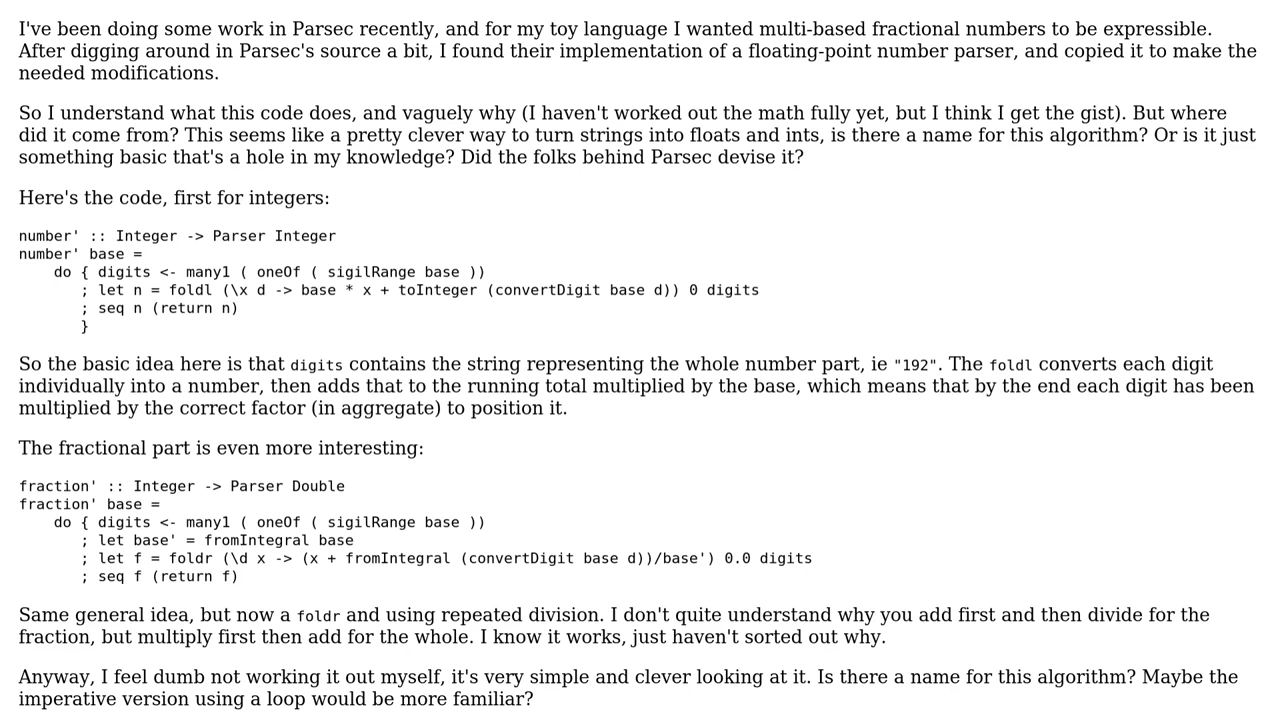 I've been doing some work in Parsec recently, and for my toy language I wanted multi-based fractional numbers to be expressible.
After digging around in Parsec's source a bit, I found their implementation of a floating-point number parser, and copied it to make the
needed modifications.
So I understand what this code does, and vaguely why (I haven't worked out the math fully yet, but I think I get the gist). But where
did it come from? This seems like a pretty clever way to turn strings into floats and ints, is there a name for this algorithm? Or is it just
something basic that's a hole in my knowledge? Did the folks behind Parsec devise it?
Here's the code, first for integers:
number' :: Integer -> Parser Integer
number' base =
    do { digits <- many1 ( oneOf ( sigilRange base ))
       ; let n = foldl (\x d -> base * x + toInteger (convertDigit base d)) 0 digits
       ; seq n (return n)
       }
So the basic idea here is that digits contains the string representing the whole number part, ie "192". The foldl converts each digit
individually into a number, then adds that to the running total multiplied by the base, which means that by the end each digit has been
multiplied by the correct factor (in aggregate) to position it.
The fractional part is even more interesting:
fraction' :: Integer -> Parser Double
fraction' base =
    do { digits <- many1 ( oneOf ( sigilRange base ))
       ; let base' = fromIntegral base
       ; let f = foldr (\d x -> (x + fromIntegral (convertDigit base d))/base') 0.0 digits
       ; seq f (return f)
Same general idea, but now a foldr and using repeated division. I don't quite understand why you add first and then divide for the
fraction, but multiply first then add for the whole. I know it works, just haven't sorted out why.
Anyway, I feel dumb not working it out myself, it's very simple and clever looking at it. Is there a name for this algorithm? Maybe the
imperative version using a loop would be more familiar?